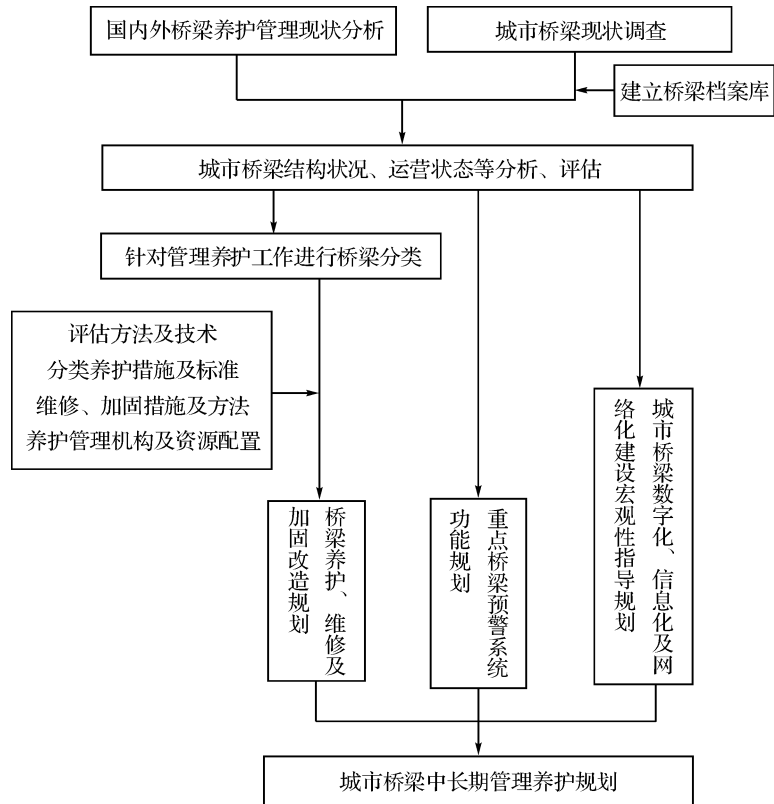 国内外桥梁养护管理现状分析
城市桥梁现状调查
建立桥梁档案库
城市桥梁结构状况、运营状态等分析、评估
针对管理养护工作进行桥梁分类
评估方法及技术
分类养护措施及标准
维修、加固措施及方法
养护管理机构及资源配置
桥梁养护、维修及
加固改造规划
重点桥梁预警系统
功能规划
城市桥梁数字化、信息化及网
络化建设宏观性指导规划
城市桥梁中长期管理养护规划